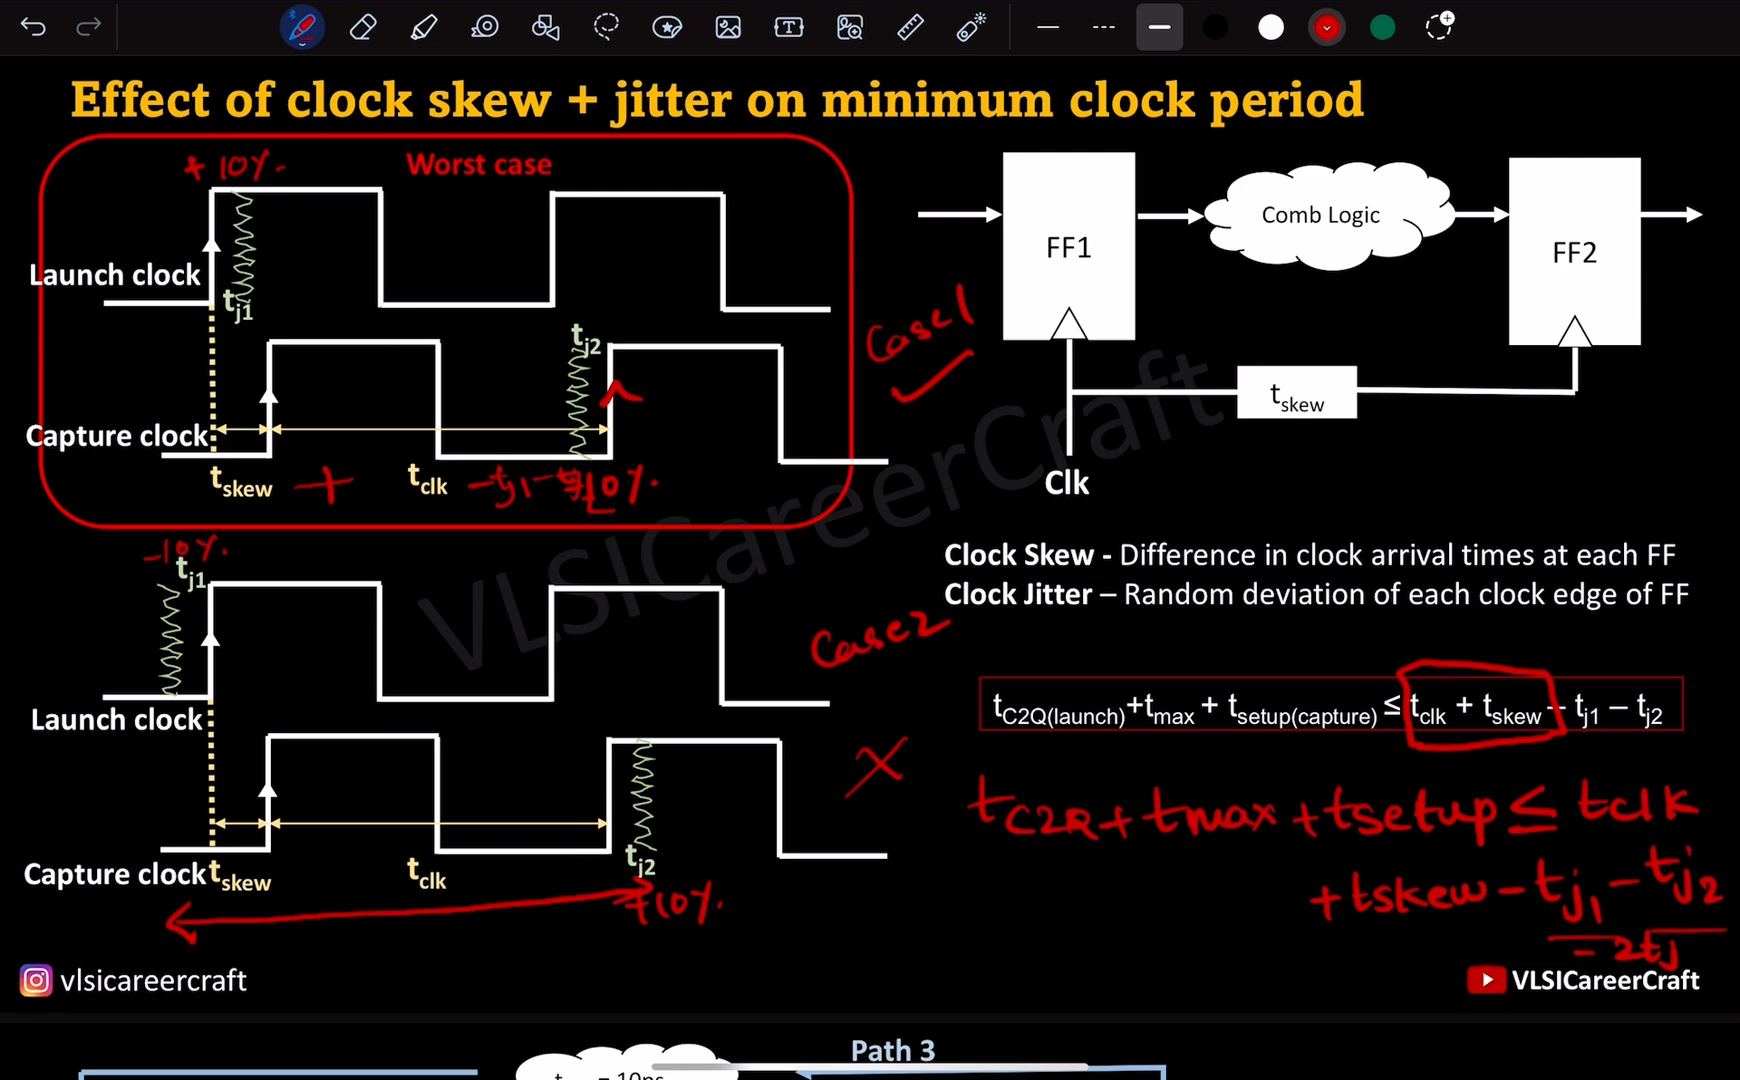 Effect of clock skew + jitter on minimum clock period
+ 10%
Worst case
Launch clock
tj1
tj2
Capture clock
tskew + tclk -tj1 - 10%.
Case1
FF1
Comb Logic
FF2
tskew
Clk
-10%.
tj1
Launch clock
Case2
Capture clock tskew
tclk
tj2
+10%.
Clock Skew - Difference in clock arrival times at each FF
Clock Jitter – Random deviation of each clock edge of FF
tC2Q(launch)+tmax + tsetup(capture) ≤ tclk + tskew – tj1 – tj2
tC2Q + tmax + tsetup ≤ tclk
+ tskew - tj1 - tj2
- 2tj
VLSICareerCraft
vlsicareercraft
VLSICareerCraft
Path 3
= 10ns